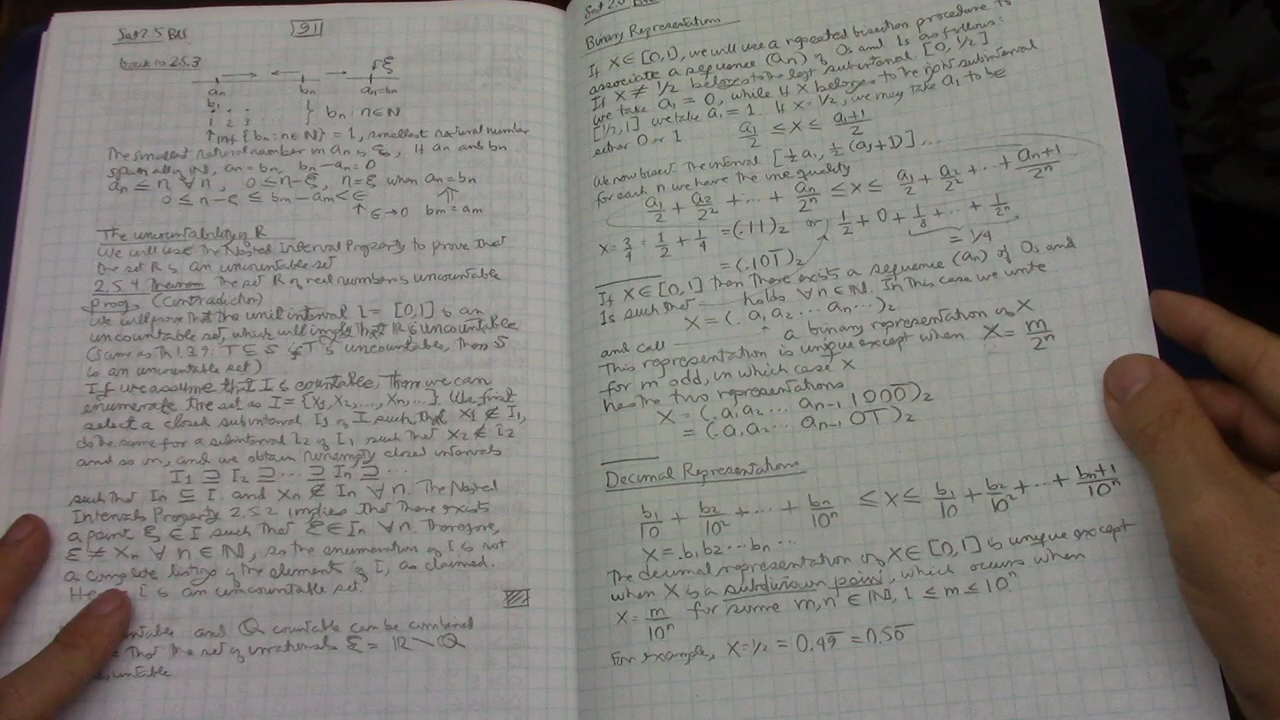 Sect 2.5 BLS
91
back to 2.5.3
ξ
an bn an=bn
b1
1 2 3 } bn : n∈N
↑ inf {bn : n∈N} = 1, smallest natural number
The smallest natural number in an is ξ, if an and bn
span all of N, an = bn, bn − an = 0
an ≤ n ∀n, 0 ≤ n−ξ, n=ξ when an = bn
0 ≤ n−ξ ≤ bm − am < ε
↑ ε→0 bm = am
The uncountability of R
We will use the Nested Interval Property to prove that
the set R is an uncountable set
2.5.4 Theorem The set R of real numbers is uncountable
proof (Contradiction)
We will prove that the unit interval I = [0,1] is an
uncountable set, which will imply that R is uncountable
(same as Th 1.3.9: T ⊆ S if T is uncountable, then S
is an uncountable set)
If we assume that I is countable, then we can
enumerate the set as I = {x1, x2, ..., xn, ...}. We first
select a closed subinterval I1 of I such that x1 ∉ I1,
do the same for a subinterval I2 of I1 such that x2 ∉ I2
and so on, and we obtain nonempty closed intervals
I1 ⊇ I2 ⊇ ... ⊇ In ⊇ ...
such that In ⊆ I and xn ∉ In ∀n. The Nested
Intervals Property 2.5.2 implies that there exists
a point ξ ∈ I such that ξ ∈ In ∀n. Therefore,
ξ ≠ xn ∀ n ∈ N, so the enumeration of I is not
a complete listing of the elements of I, as claimed.
Hence I is an uncountable set.
and Q countable can be combined
that the set of irrationals = R \ Q
Sect 2.5
Binary Representations
If x ∈ [0,1], we will use a repeated bisection procedure to
associate a sequence (an) of 0s and 1s as follows:
If x ≠ 1/2 belongs to the left subinterval [0, 1/2]
we take a1 = 0, while if x belongs to the right subinterval
[1/2, 1] we take a1 = 1. If x = 1/2, we may take a1 to be
either 0 or 1 a1/2 ≤ x ≤ (a1+1)/2
We now bisect the interval [½a1, ½(a1+1)]...
for each n we have the inequality
a1/2 + a2/2² + ... + an/2ⁿ ≤ x ≤ a1/2 + a2/2² + ... + (an+1)/2ⁿ
x = 3/4 = 1/2 + 1/4 = (.11)₂ or 1/2 + 0 + 1/8 + ... + 1/2ⁿ,
= (.101̅)₂ = 1/4
If x ∈ [0,1] then there exists a sequence (an) of 0s and
1s such that holds ∀n∈N. In this case we write
x = (.a1 a2 ... an ...)₂
and call a binary representation of x
This representation is unique except when x = m/2ⁿ
for m odd, in which case x
has the two representations
x = (.a1 a2 ... an−1 1000̅)₂
= (.a1 a2 ... an−1 01̅)₂
Decimal Representations
b1/10 + b2/10² + ... + bn/10ⁿ ≤ x ≤ b1/10 + b2/10² + ... + (bn+1)/10ⁿ
x = .b1 b2 ... bn ...
The decimal representation of x ∈ [0,1] is unique except
when x is a subdivision point, which occurs when
x = m/10ⁿ for some m,n ∈ N, 1 ≤ m ≤ 10ⁿ
For example, x = 1/2 = 0.49̅ = 0.50̅